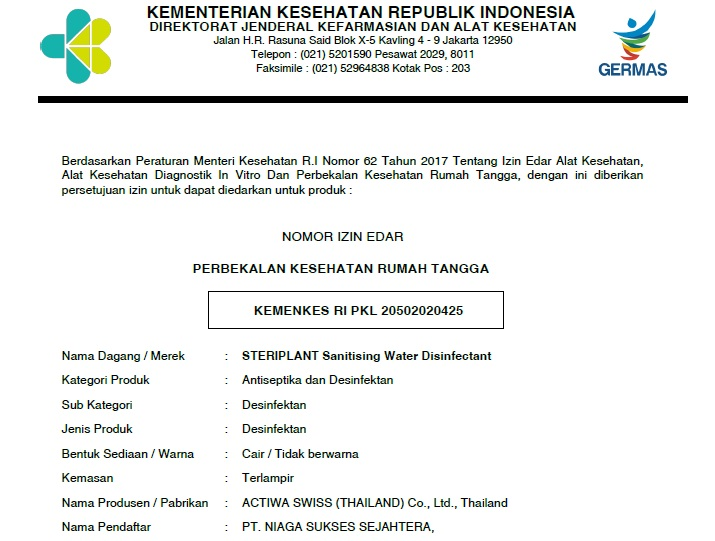 KEMENTERIAN KESEHATAN REPUBLIK INDONESIA
DIREKTORAT JENDERAL KEFARMASIAN DAN ALAT KESEHATAN
Jalan H.R. Rasuna Said Blok X-5 Kavling 4 - 9 Jakarta 12950
Telepon : (021) 5201590 Pesawat 2029, 8011
Faksimile : (021) 52964838 Kotak Pos : 203
GERMAS
Berdasarkan Peraturan Menteri Kesehatan R.I Nomor 62 Tahun 2017 Tentang Izin Edar Alat Kesehatan,
Alat Kesehatan Diagnostik In Vitro Dan Perbekalan Kesehatan Rumah Tangga, dengan ini diberikan
persetujuan izin untuk dapat diedarkan untuk produk :
NOMOR IZIN EDAR
PERBEKALAN KESEHATAN RUMAH TANGGA
KEMENKES RI PKL 20502020425
Nama Dagang / Merek : STERIPLANT Sanitising Water Disinfectant
Kategori Produk : Antiseptika dan Desinfektan
Sub Kategori : Desinfektan
Jenis Produk : Desinfektan
Bentuk Sediaan / Warna : Cair / Tidak berwarna
Kemasan : Terlampir
Nama Produsen / Pabrikan : ACTIWA SWISS (THAILAND) Co., Ltd., Thailand
Nama Pendaftar : PT. NIAGA SUKSES SEJAHTERA,